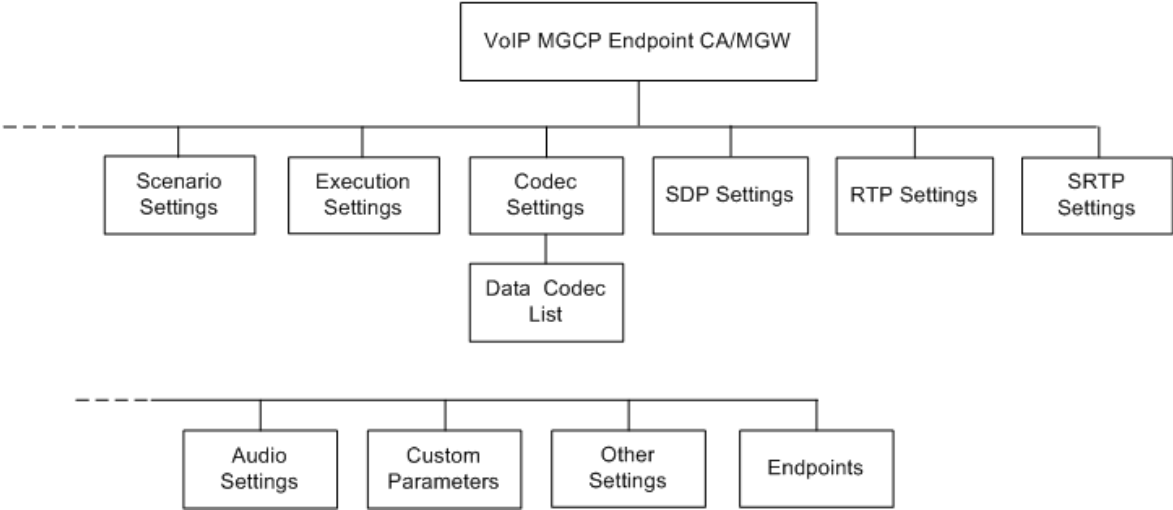 VoIP MGCP Endpoint CA/MGW
Scenario
Settings
Execution
Settings
Codec
Settings
SDP Settings
RTP Settings
SRTP
Settings
Data Codec
List
Audio
Settings
Custom
Parameters
Other
Settings
Endpoints